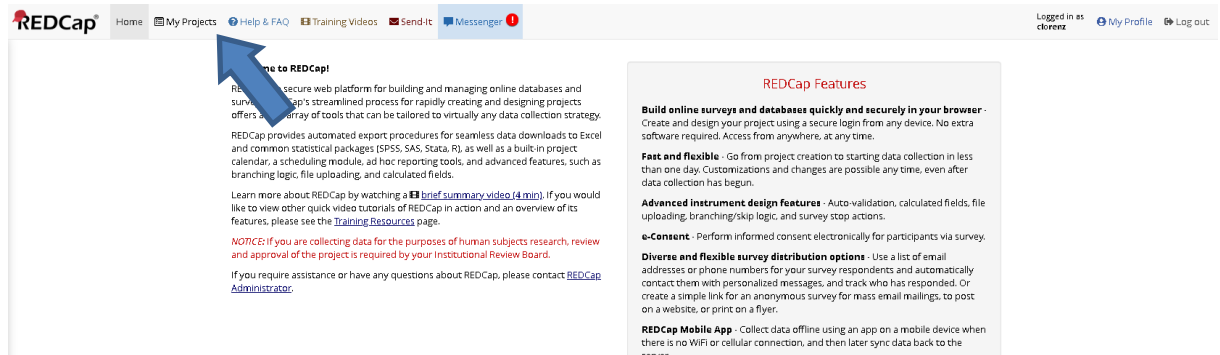 REDCap® Home My Projects Help & FAQ Training Videos Send-It Messenger ! Logged in as clorenz My Profile Log out
me to REDCap!
secure web platform for building and managing online databases and
Cap's streamlined process for rapidly creating and designing projects
offers array of tools that can be tailored to virtually any data collection strategy.
REDCap provides automated export procedures for seamless data downloads to Excel
and common statistical packages (SPSS, SAS, Stata, R), as well as a built-in project
calendar, a scheduling module, ad hoc reporting tools, and advanced features, such as
branching logic, file uploading, and calculated fields.
Learn more about REDCap by watching a brief summary video (4 min). If you would
like to view other quick video tutorials of REDCap in action and an overview of its
features, please see the Training Resources page.
NOTICE: If you are collecting data for the purposes of human subjects research, review
and approval of the project is required by your Institutional Review Board.
If you require assistance or have any questions about REDCap, please contact REDCap
Administrator.
REDCap Features
Build online surveys and databases quickly and securely in your browser -
Create and design your project using a secure login from any device. No extra
software required. Access from anywhere, at any time.
Fast and flexible - Go from project creation to starting data collection in less
than one day. Customizations and changes are possible any time, even after
data collection has begun.
Advanced instrument design features - Auto-validation, calculated fields, file
uploading, branching/skip logic, and survey stop actions.
e-Consent - Perform informed consent electronically for participants via survey.
Diverse and flexible survey distribution options - Use a list of email
addresses or phone numbers for your survey respondents and automatically
contact them with personalized messages, and track who has responded. Or
create a simple link for an anonymous survey for mass email mailings, to post
on a website, or print on a flyer.
REDCap Mobile App - Collect data offline using an app on a mobile device when
there is no WiFi or cellular connection, and then later sync data back to the